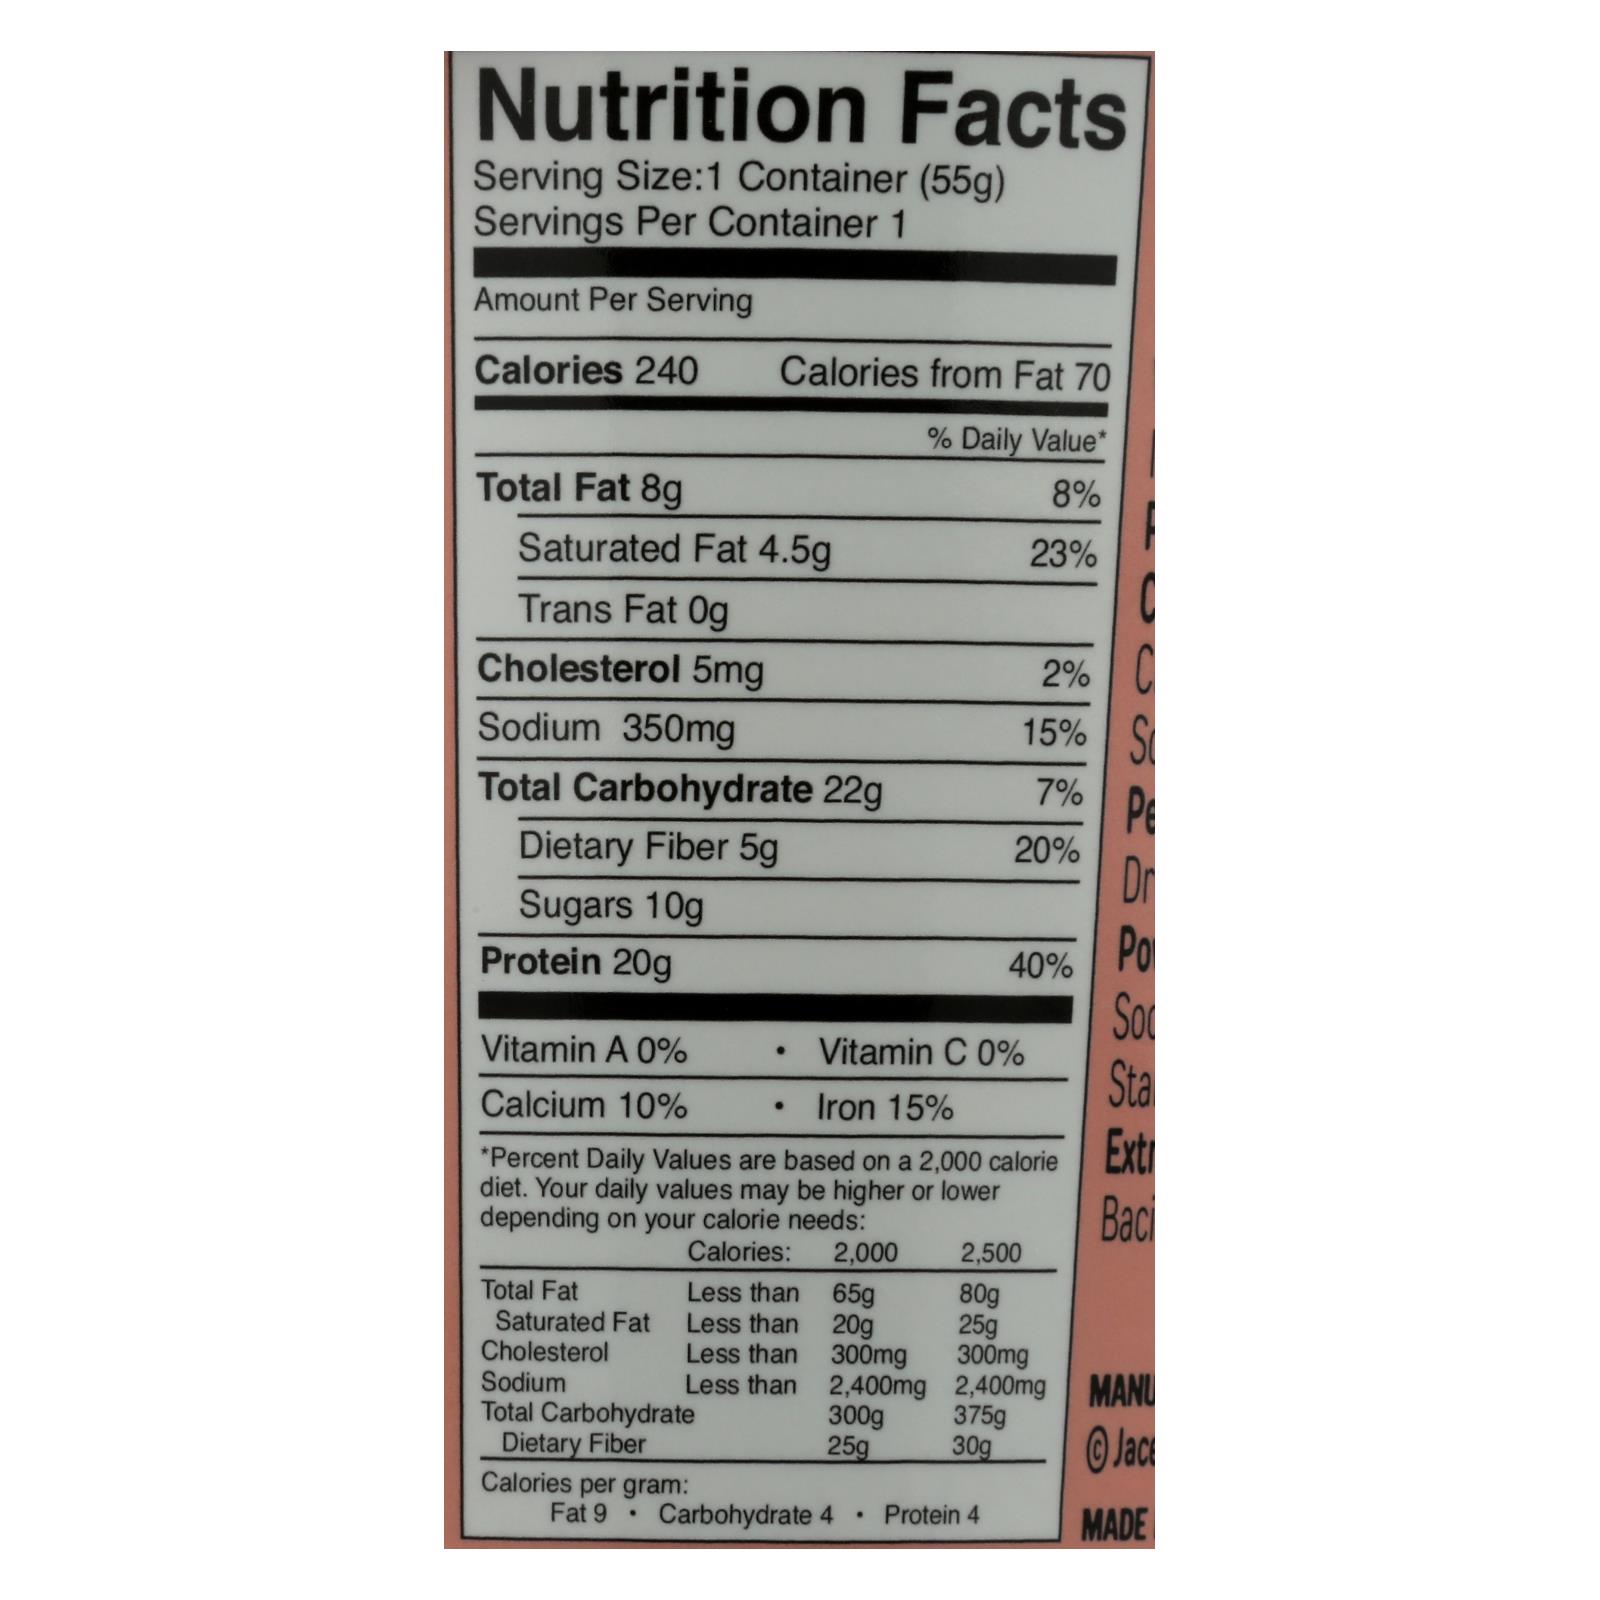 Nutrition Facts
Serving Size:1 Container (55g)
Servings Per Container 1
Amount Per Serving
Calories 240 Calories from Fat 70
% Daily Value*
Total Fat 8g 8%
Saturated Fat 4.5g 23%
Trans Fat 0g
Cholesterol 5mg 2%
Sodium 350mg 15%
Total Carbohydrate 22g 7%
Dietary Fiber 5g 20%
Sugars 10g
Protein 20g 40%
Vitamin A 0% • Vitamin C 0%
Calcium 10% • Iron 15%
*Percent Daily Values are based on a 2,000 calorie
diet. Your daily values may be higher or lower
depending on your calorie needs:
Calories: 2,000 2,500
Total Fat Less than 65g 80g
Saturated Fat Less than 20g 25g
Cholesterol Less than 300mg 300mg
Sodium Less than 2,400mg 2,400mg
Total Carbohydrate 300g 375g
Dietary Fiber 25g 30g
Calories per gram:
Fat 9 • Carbohydrate 4 • Protein 4
MADE